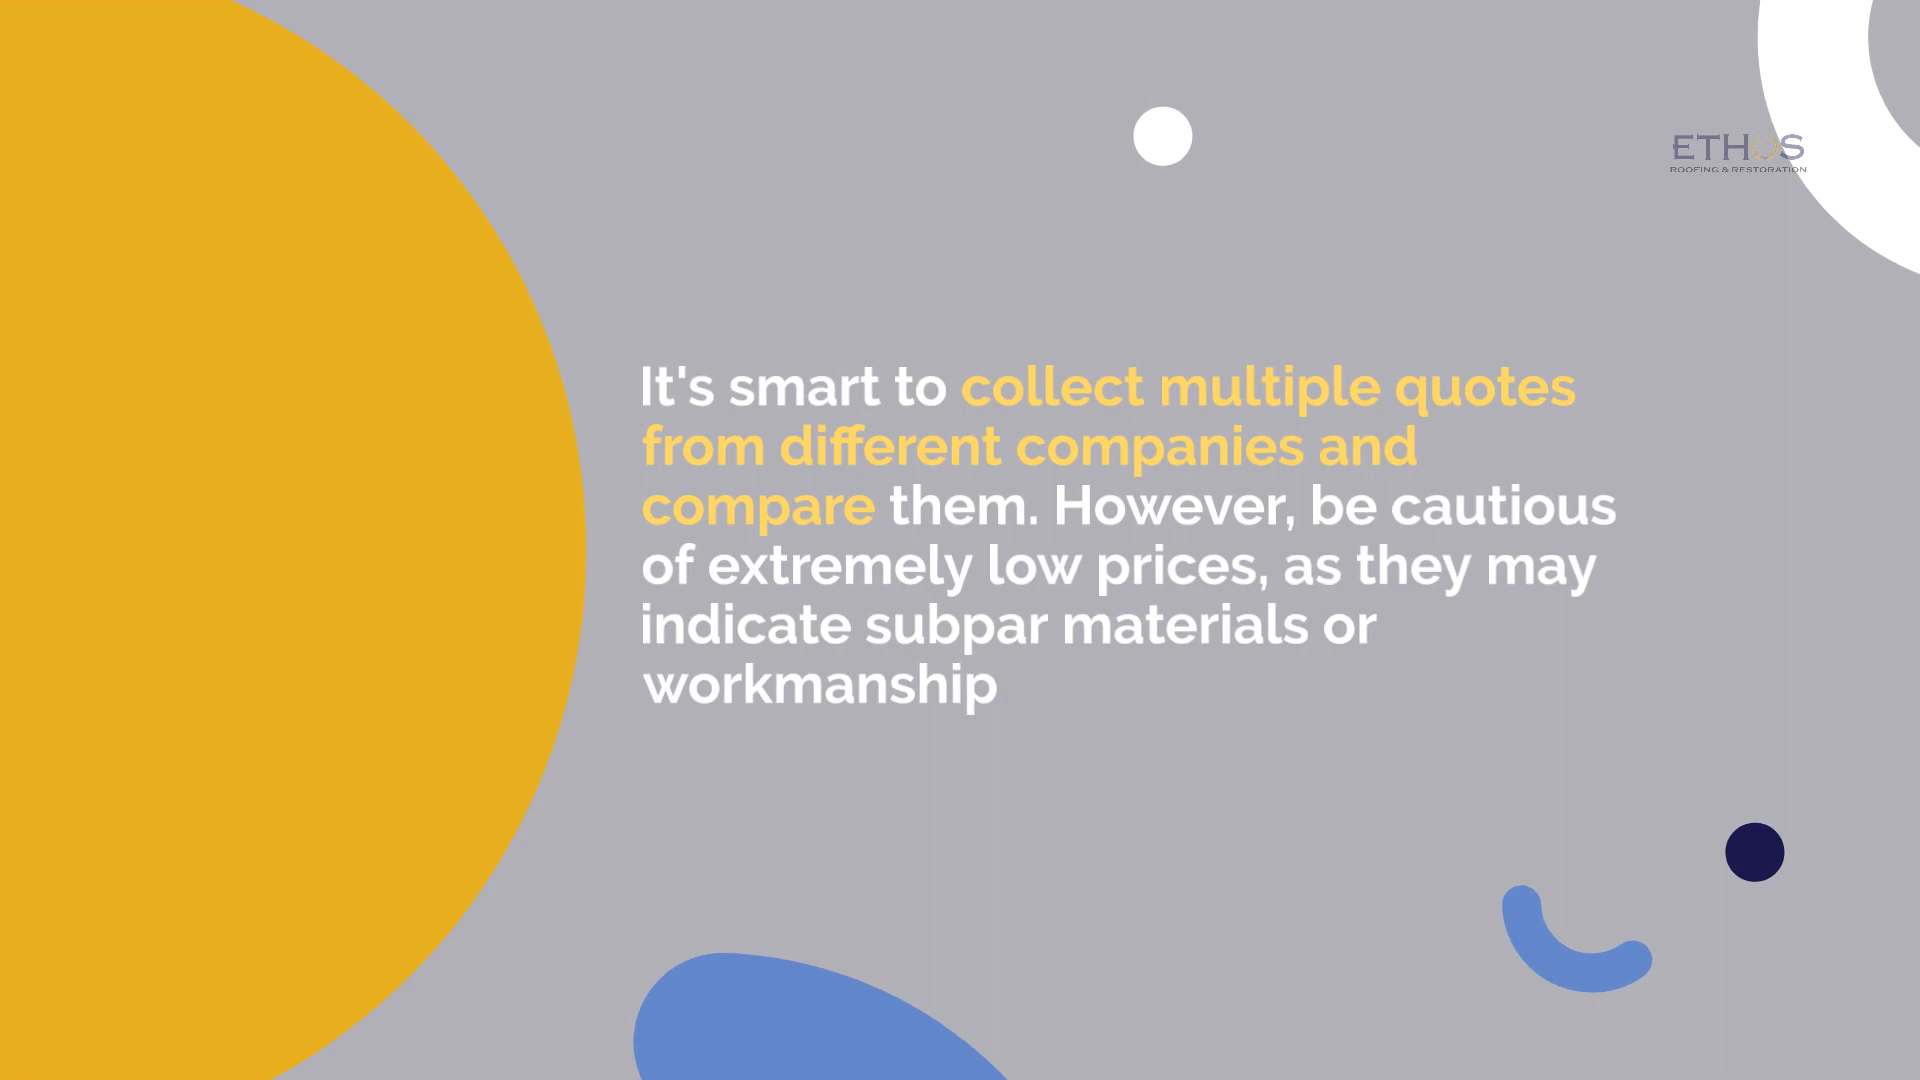 ETHOS
ROOFING & RESTORATION
It's smart to collect multiple quotes
from different companies and
compare them. However, be cautious
of extremely low prices, as they may
indicate subpar materials or
workmanship